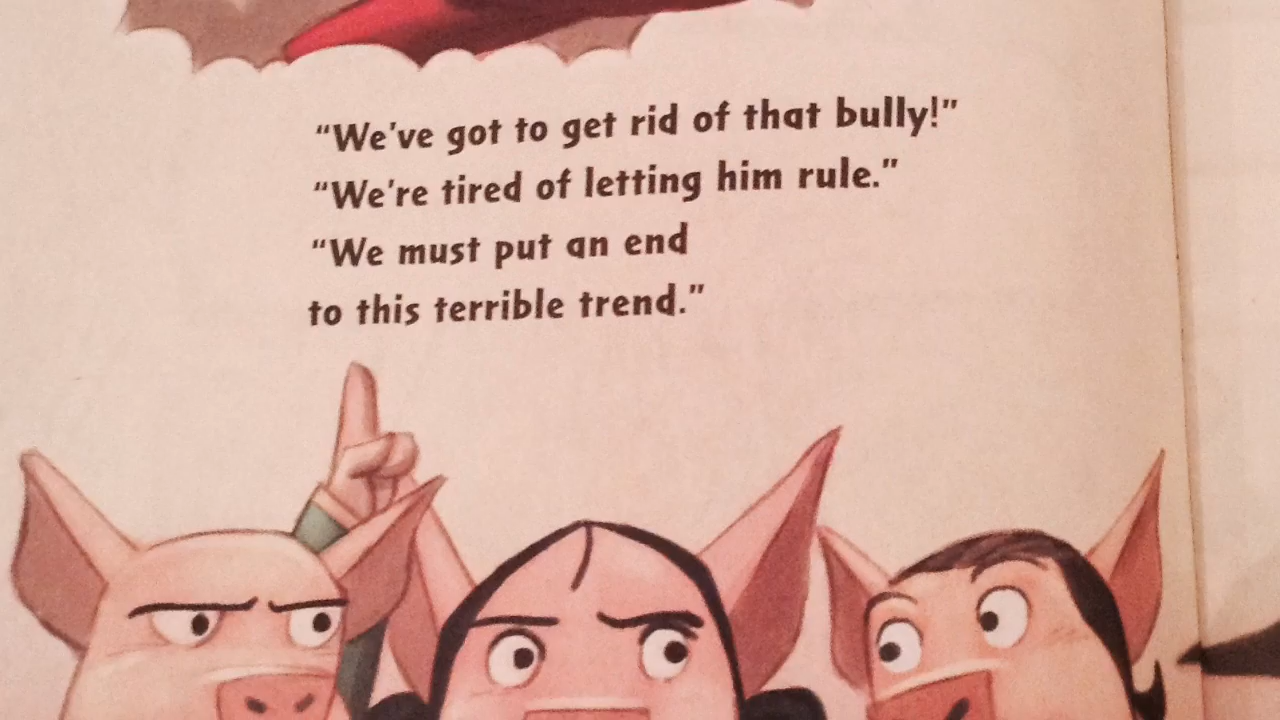 “We've got to get rid of that bully!”
“We're tired of letting him rule.”
“We must put an end
to this terrible trend.”